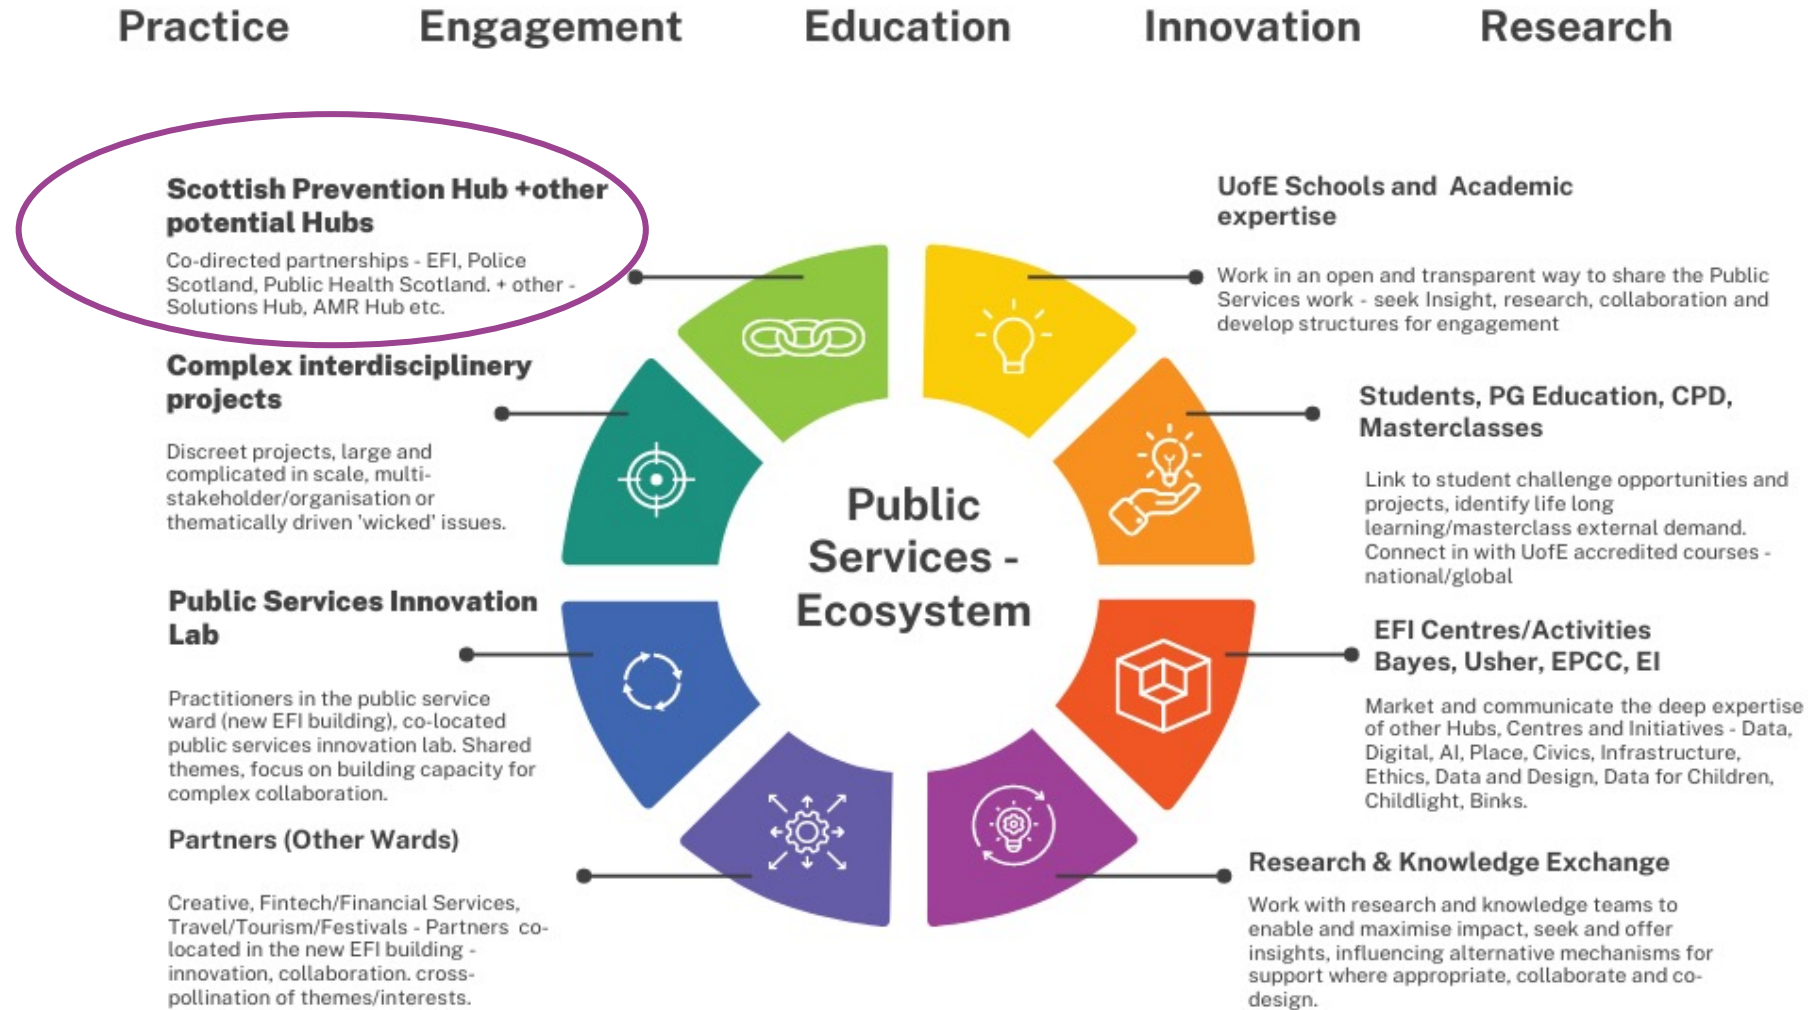 Practice Engagement Education Innovation Research
Scottish Prevention Hub +other
potential Hubs
Co-directed partnerships - EFI, Police
Scotland, Public Health Scotland. + other -
Solutions Hub, AMR Hub etc.
Complex interdisciplinery
projects
Discreet projects, large and
complicated in scale, multi-
stakeholder/organisation or
thematically driven 'wicked' issues.
Public Services Innovation
Lab
Practitioners in the public service
ward (new EFI building), co-located
public services innovation lab. Shared
themes, focus on building capacity for
complex collaboration.
Partners (Other Wards)
Creative, Fintech/Financial Services,
Travel/Tourism/Festivals - Partners co-
located in the new EFI building -
innovation, collaboration. cross-
pollination of themes/interests.
Public
Services -
Ecosystem
UofE Schools and Academic
expertise
Work in an open and transparent way to share the Public
Services work - seek Insight, research, collaboration and
develop structures for engagement
Students, PG Education, CPD,
Masterclasses
Link to student challenge opportunities and
projects, identify life long
learning/masterclass external demand.
Connect in with UofE accredited courses -
national/global
EFI Centres/Activities
Bayes, Usher, EPCC, EI
Market and communicate the deep expertise
of other Hubs, Centres and Initiatives - Data,
Digital, AI, Place, Civics, Infrastructure,
Ethics, Data and Design, Data for Children,
Childlight, Binks.
Research & Knowledge Exchange
Work with research and knowledge teams to
enable and maximise impact, seek and offer
insights, influencing alternative mechanisms for
support where appropriate, collaborate and co-
design.